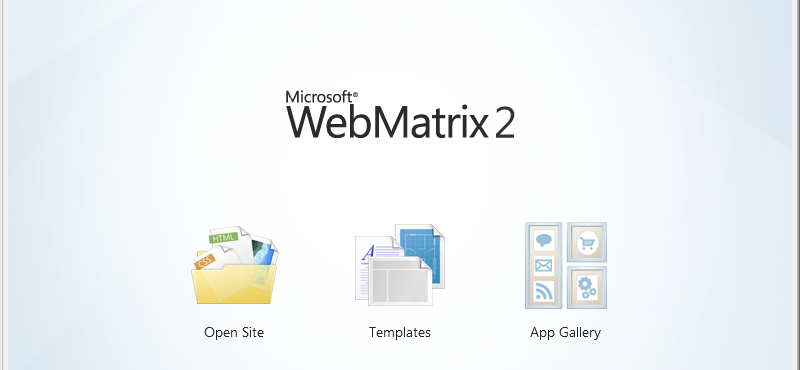 Microsoft®
WebMatrix 2
HTML
CSS
A
Open Site
Templates
App Gallery